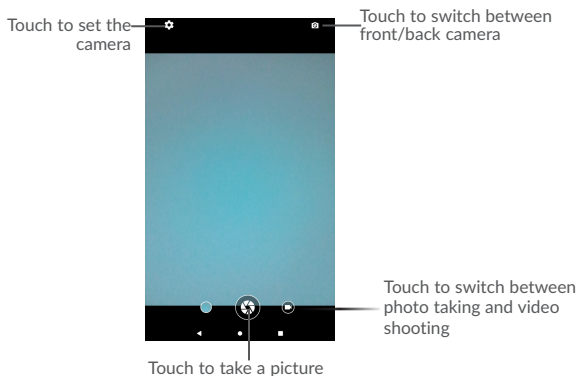 Touch to set the
camera
Touch to switch between
front/back camera
Touch to switch between
photo taking and video
shooting
Touch to take a picture